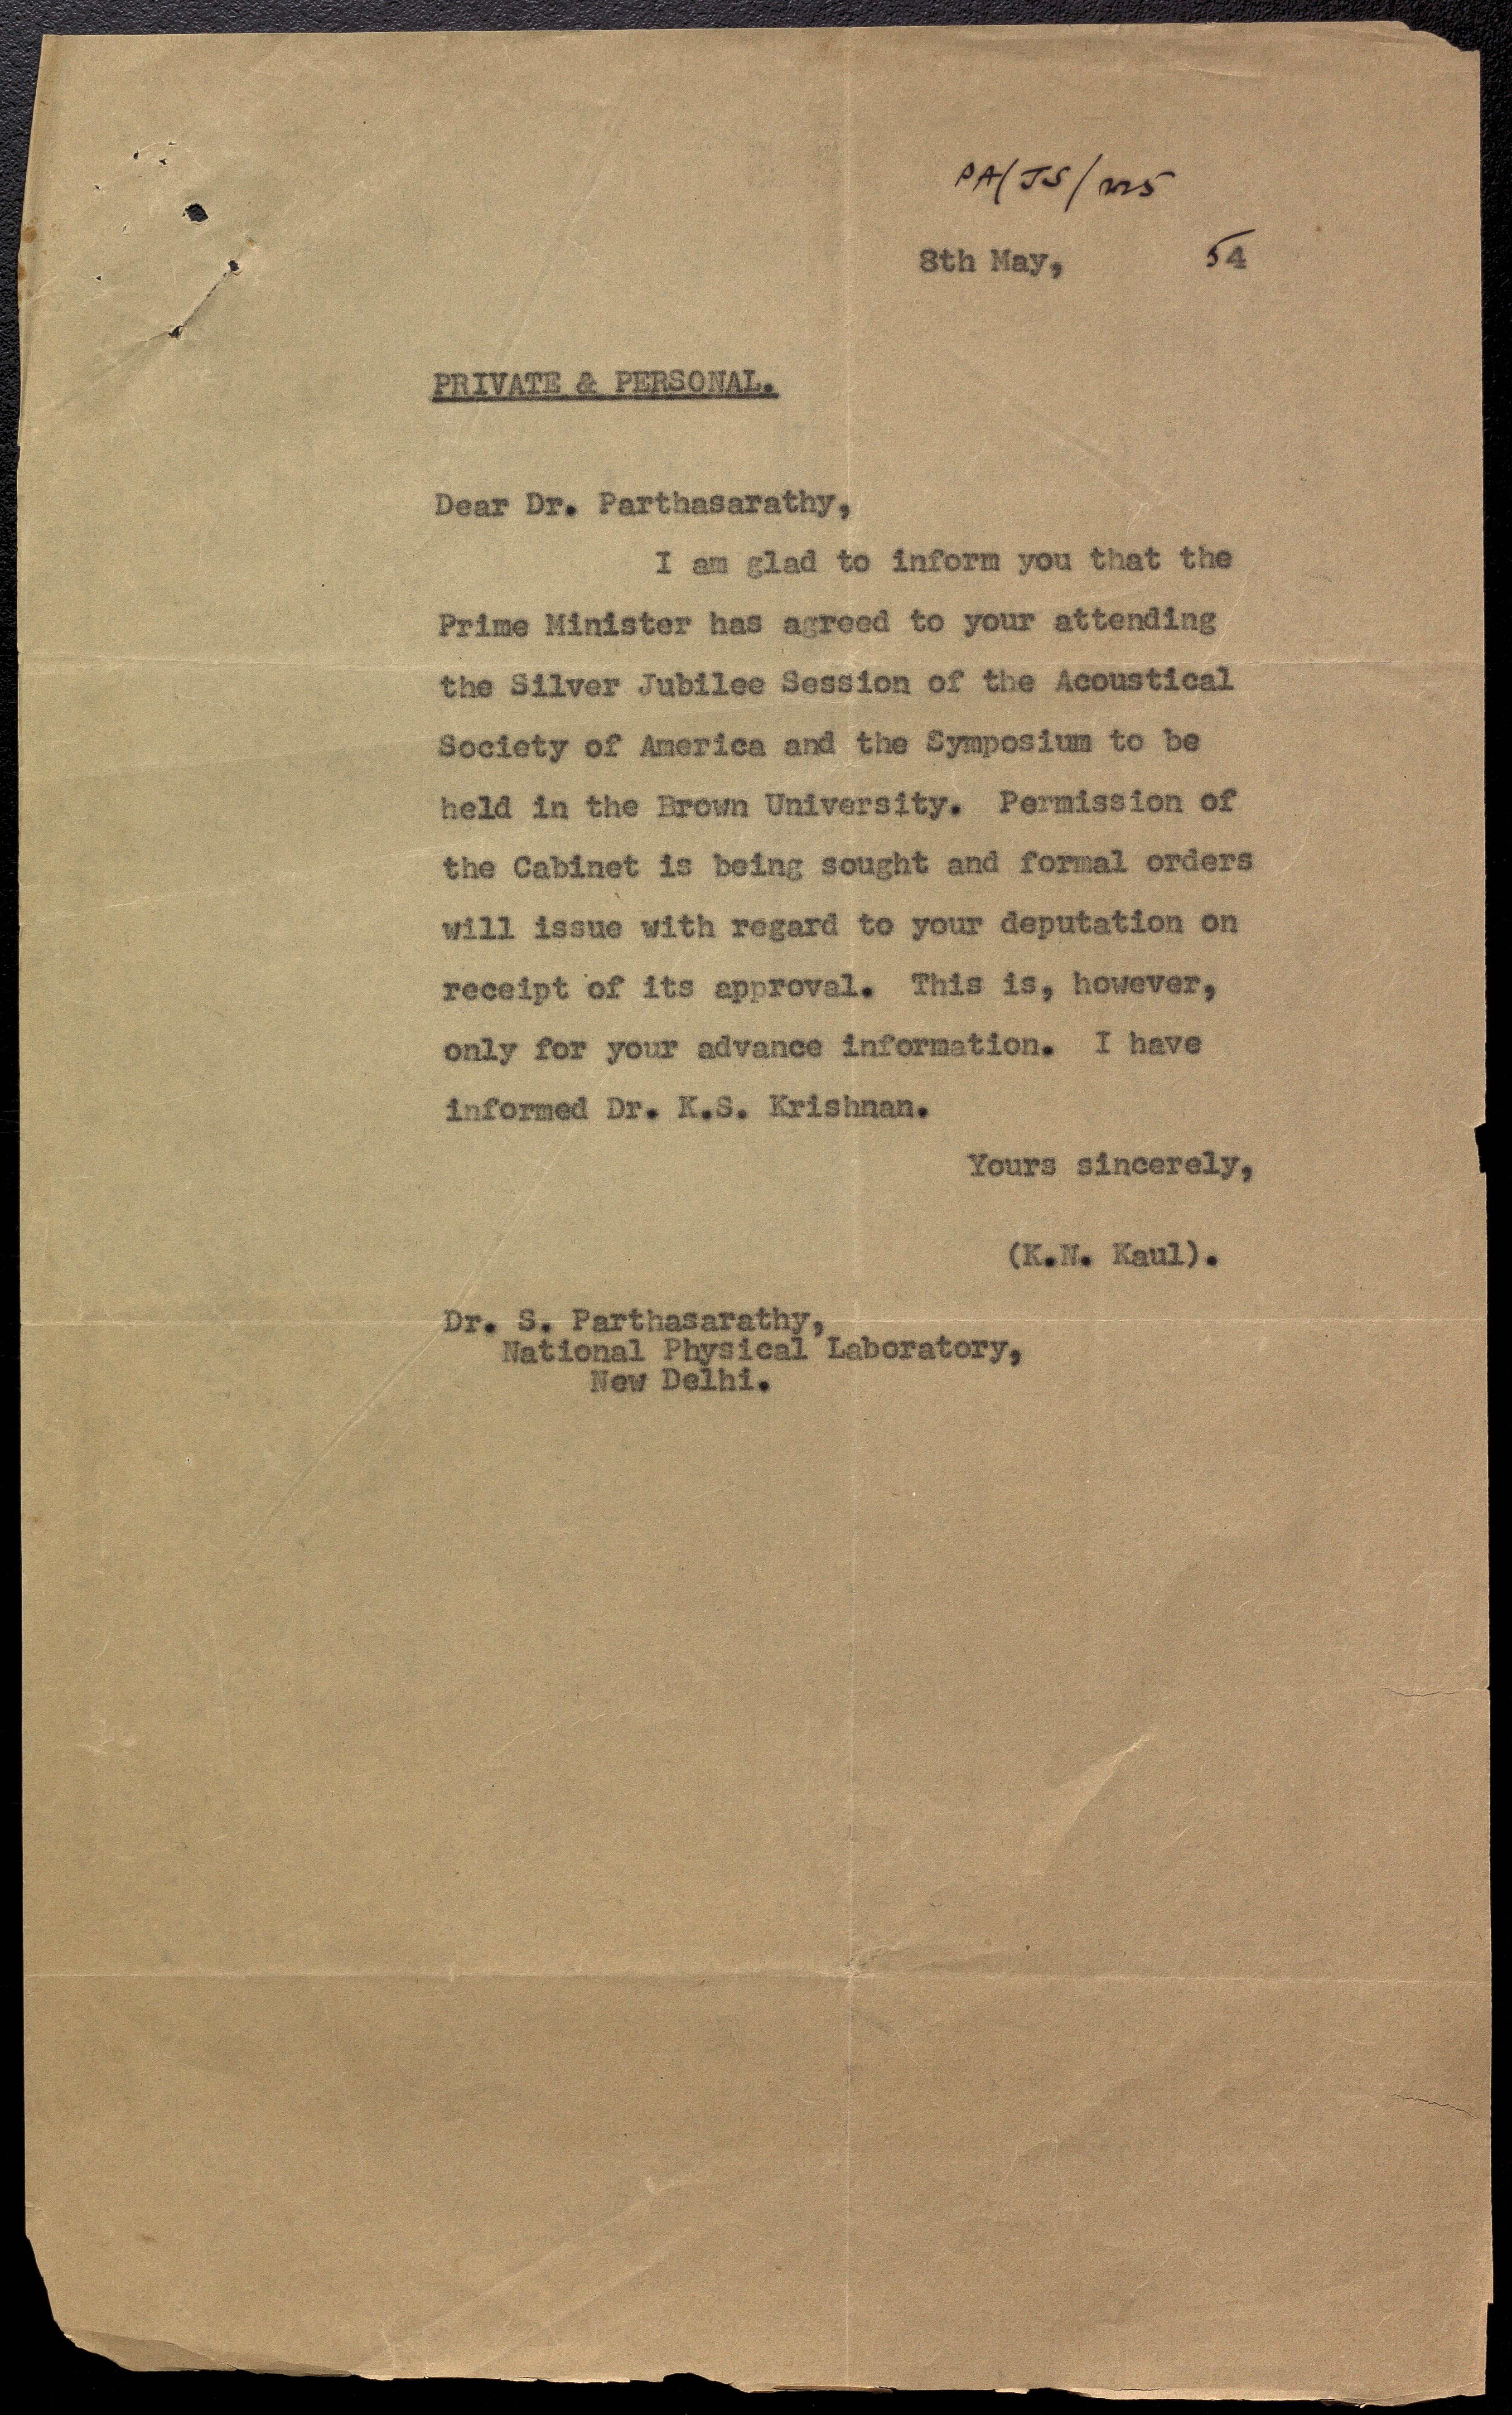 PA/JS/225
8th May, 54
PRIVATE & PERSONAL.
Dear Dr. Parthasarathy,
I am glad to inform you that the
Prime Minister has agreed to your attending
the Silver Jubilee Session of the Acoustical
Society of America and the Symposium to be
held in the Brown University. Permission of
the Cabinet is being sought and formal orders
will issue with regard to your deputation on
receipt of its approval. This is, however,
only for your advance information. I have
informed Dr. K.S. Krishnan.
Yours sincerely,
(K.N. Kaul).
Dr. S. Parthasarathy,
National Physical Laboratory,
New Delhi.